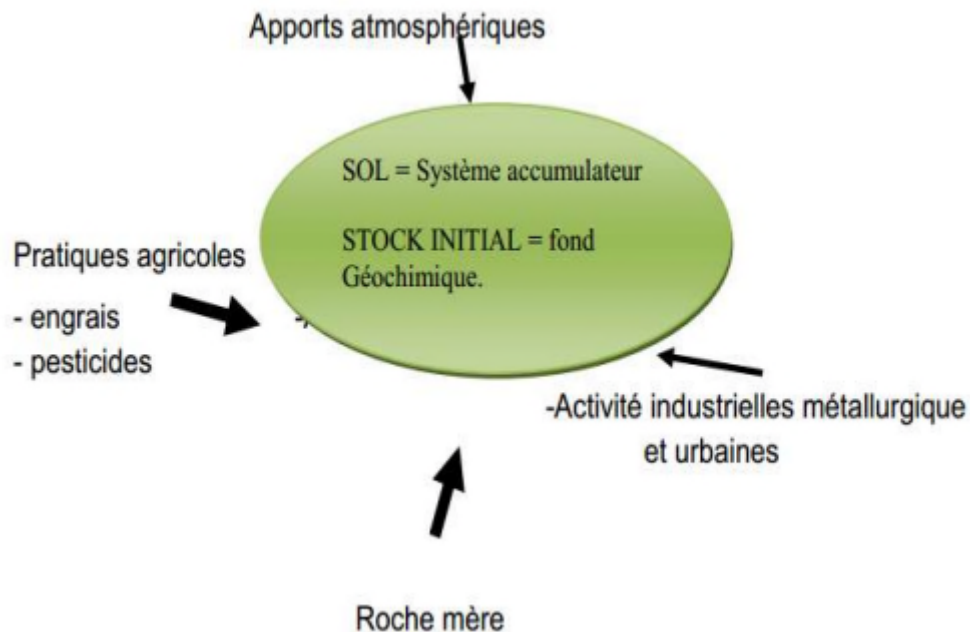 Apports atmosphériques
SOL = Système accumulateur
STOCK INITIAL = fond
Géochimique.
Pratiques agricoles
- engrais
- pesticides
-Activité industrielles métallurgique
et urbaines
Roche mère